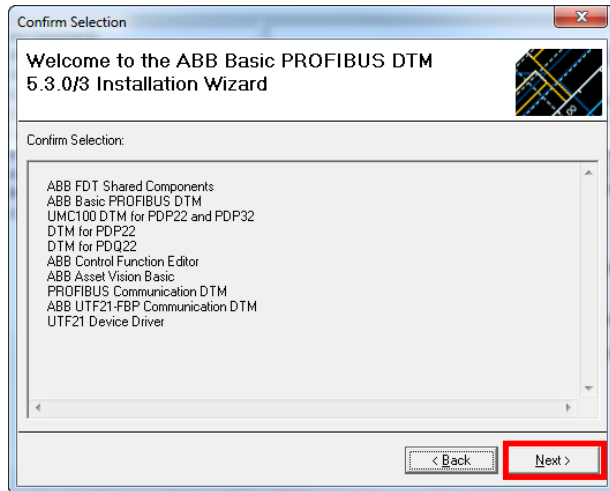 Confirm Selection
Welcome to the ABB Basic PROFIBUS DTM
5.3.0/3 Installation Wizard
Confirm Selection:
ABB FDT Shared Components
ABB Basic PROFIBUS DTM
UMC100 DTM for PDP22 and PDP32
DTM for PDP22
DTM for PDQ22
ABB Control Function Editor
ABB Asset Vision Basic
PROFIBUS Communication DTM
ABB UTF21-FBP Communication DTM
UTF21 Device Driver
< Back
Next >